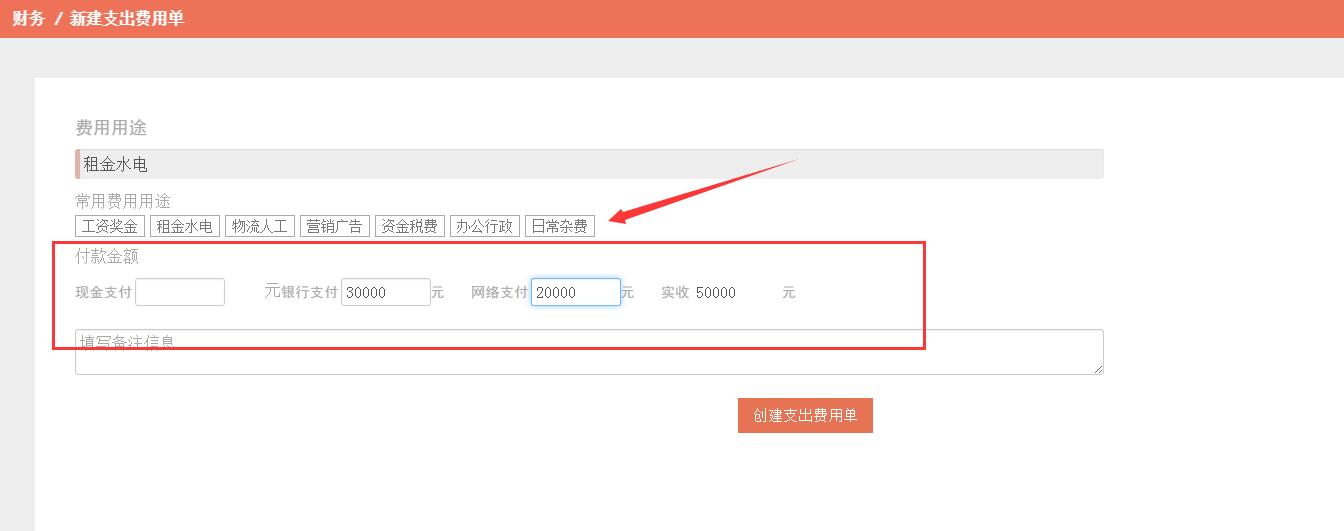 财务 / 新建支出费用单
费用用途
租金水电
常用费用用途
工资奖金 租金水电 物流人工 营销广告 资金税费 办公行政 日常杂费
付款金额
现金支付 元银行支付 30000 元 网络支付 20000 元 实收 50000 元
填写备注信息
创建支出费用单